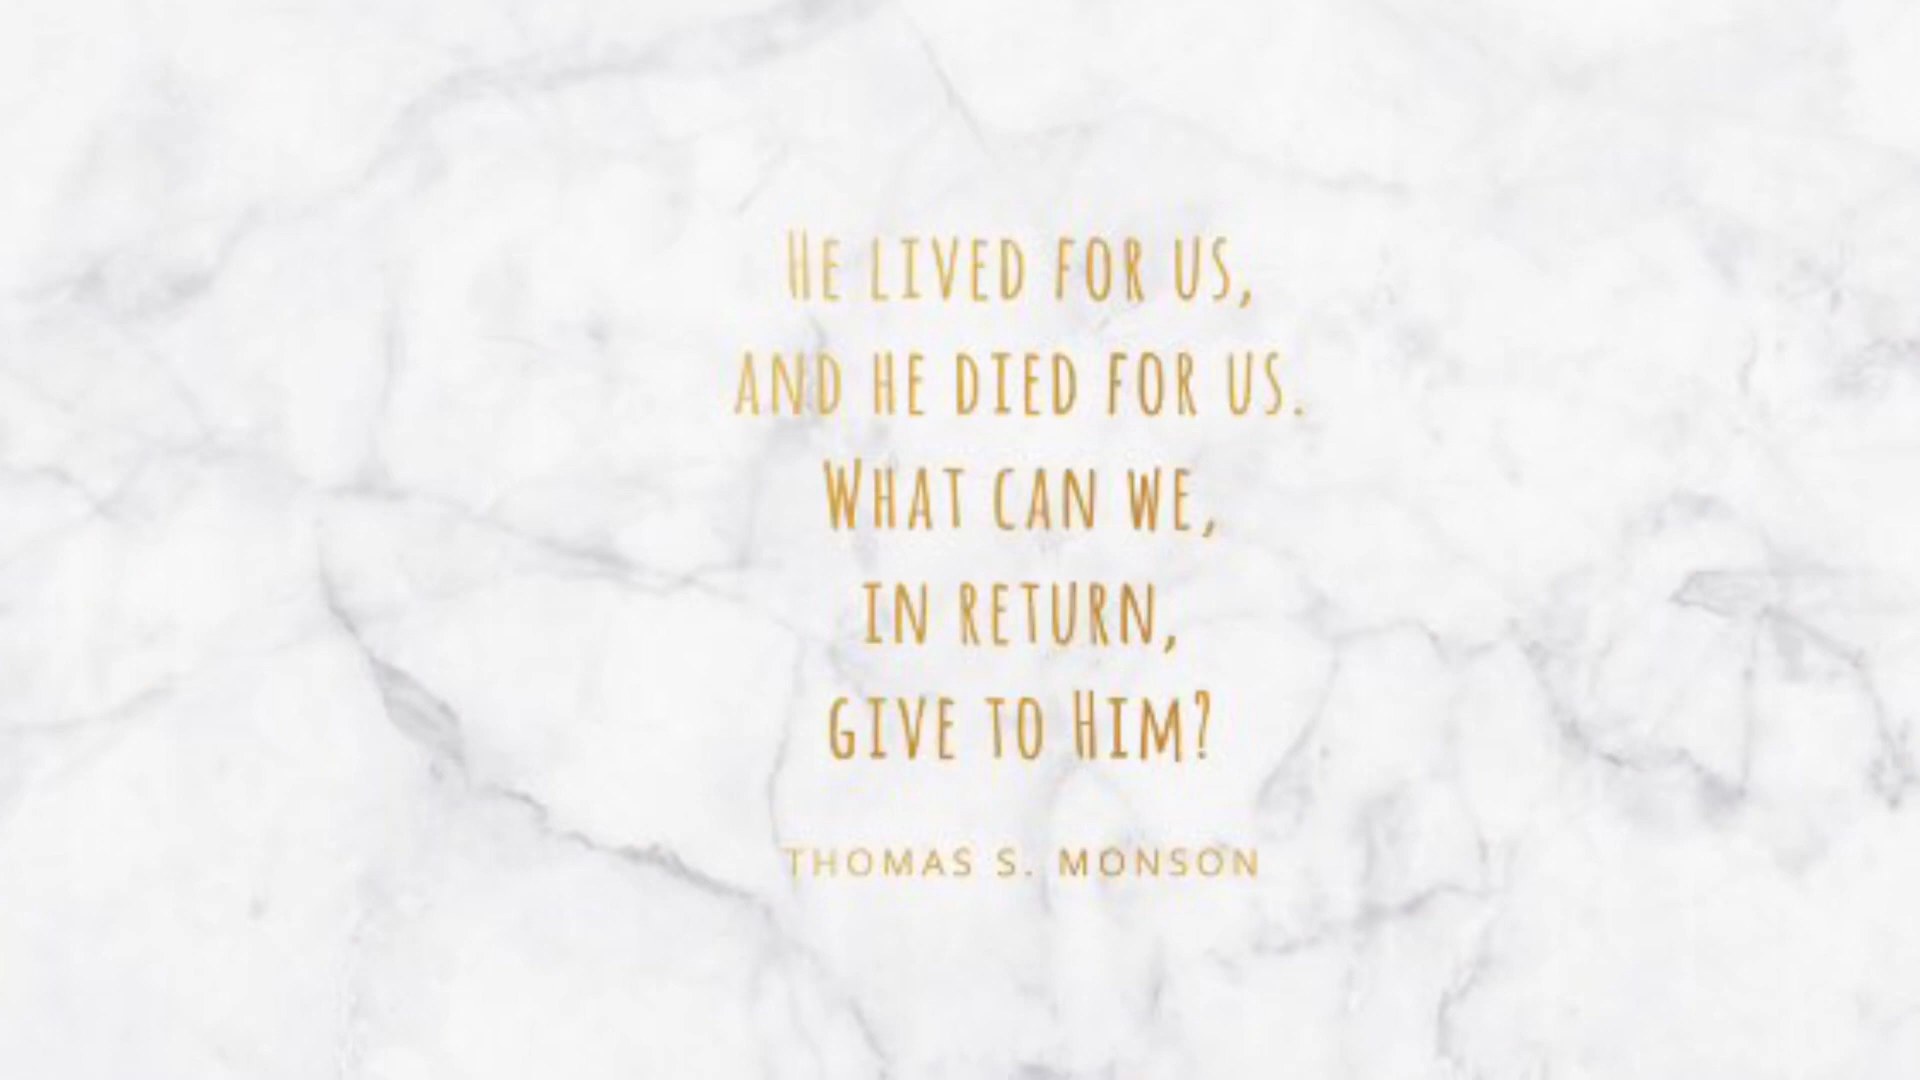 He lived for us,
and he died for us.
What can we,
in return,
give to Him?
THOMAS S. MONSON